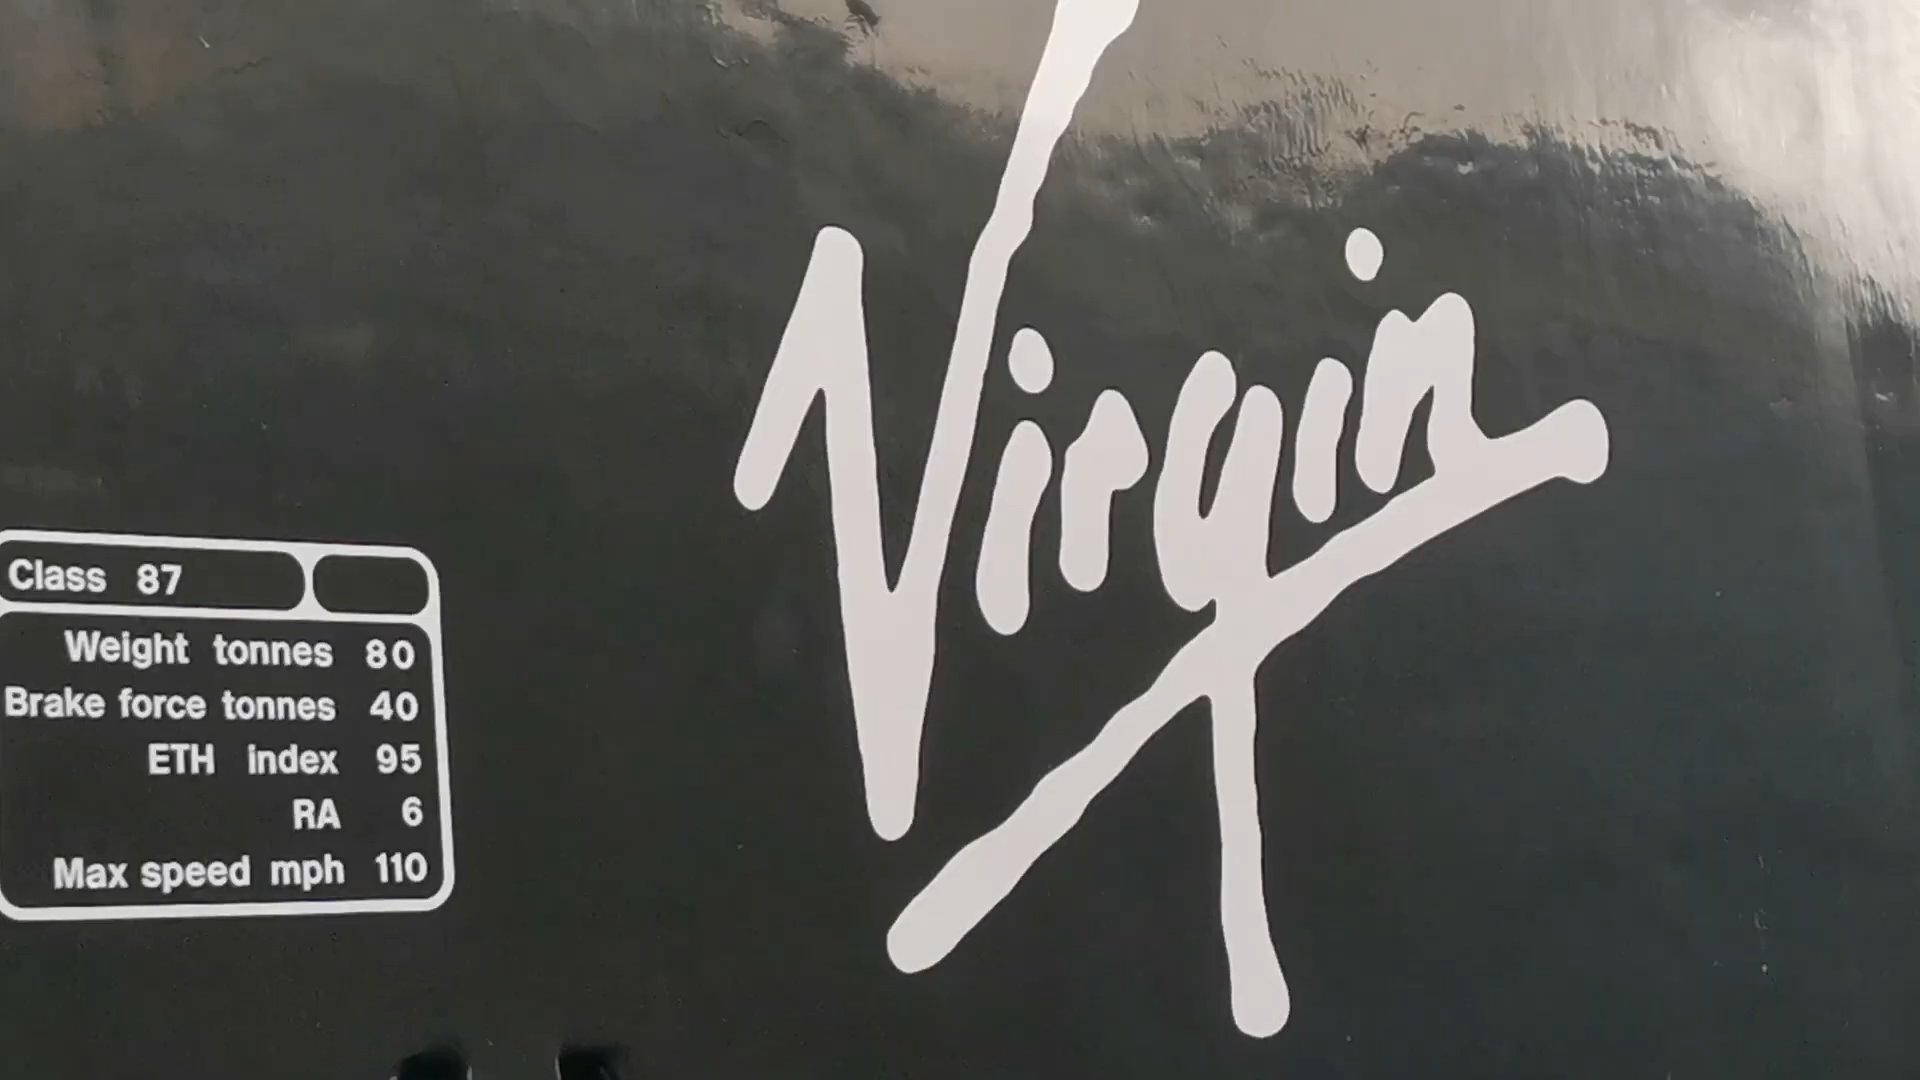 Virgin
Class 87
Weight tonnes 80
Brake force tonnes 40
ETH index 95
RA 6
Max speed mph 110